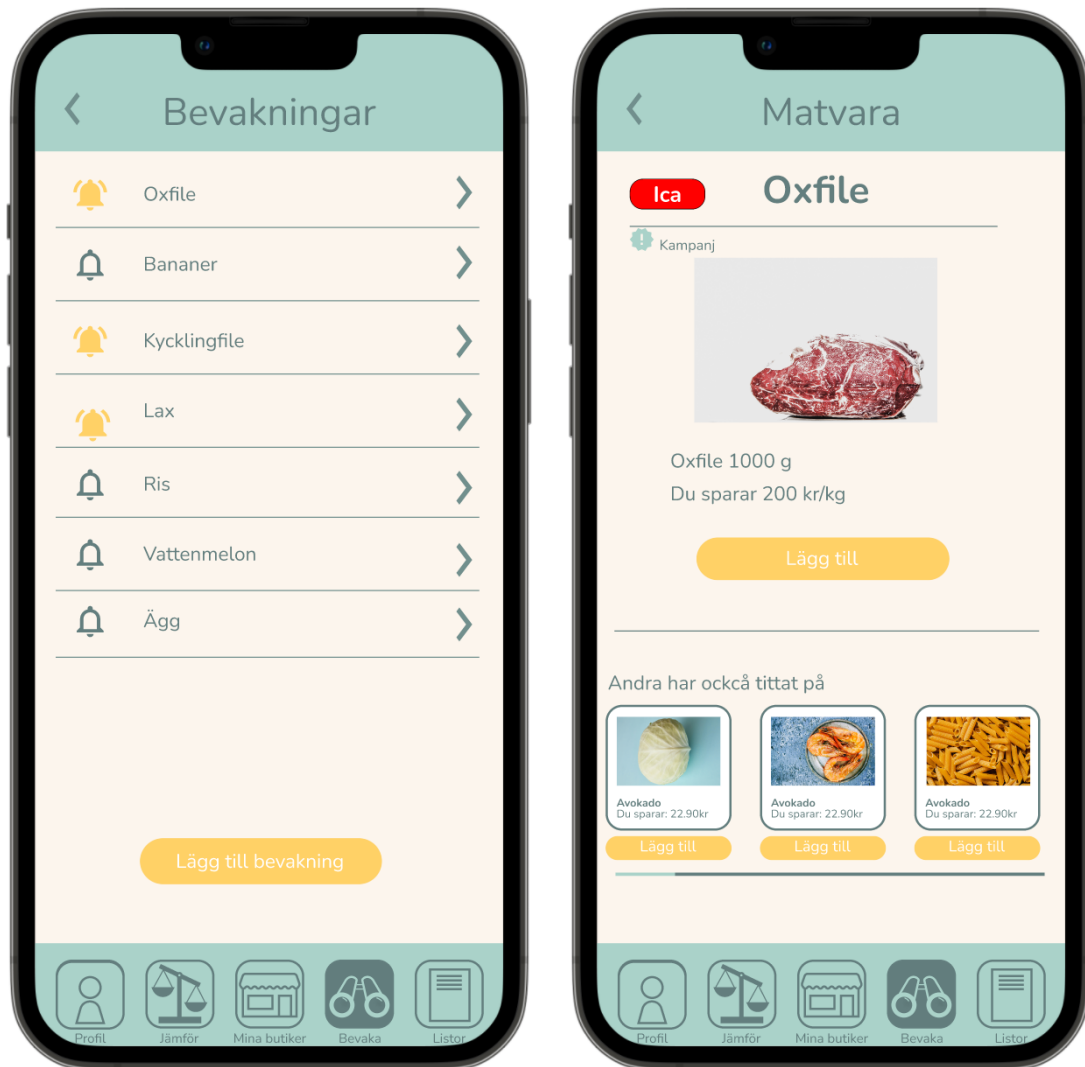 Bevakningar
Oxfile
Bananer
Kycklingfile
Lax
Ris
Vattenmelon
Ägg
Lägg till bevakning
Profil
Jämför
Mina butiker
Bevaka
Listor
Matvara
Ica
Oxfile
Kampanj
Oxfile 1000 g
Du sparar 200 kr/kg
Lägg till
Andra har ockcå tittat på
Avokado
Du sparar: 22.90kr
Lägg till
Avokado
Du sparar: 22.90kr
Lägg till
Avokado
Du sparar: 22.90kr
Lägg till
Profil
Jämför
Mina butiker
Bevaka
Listor